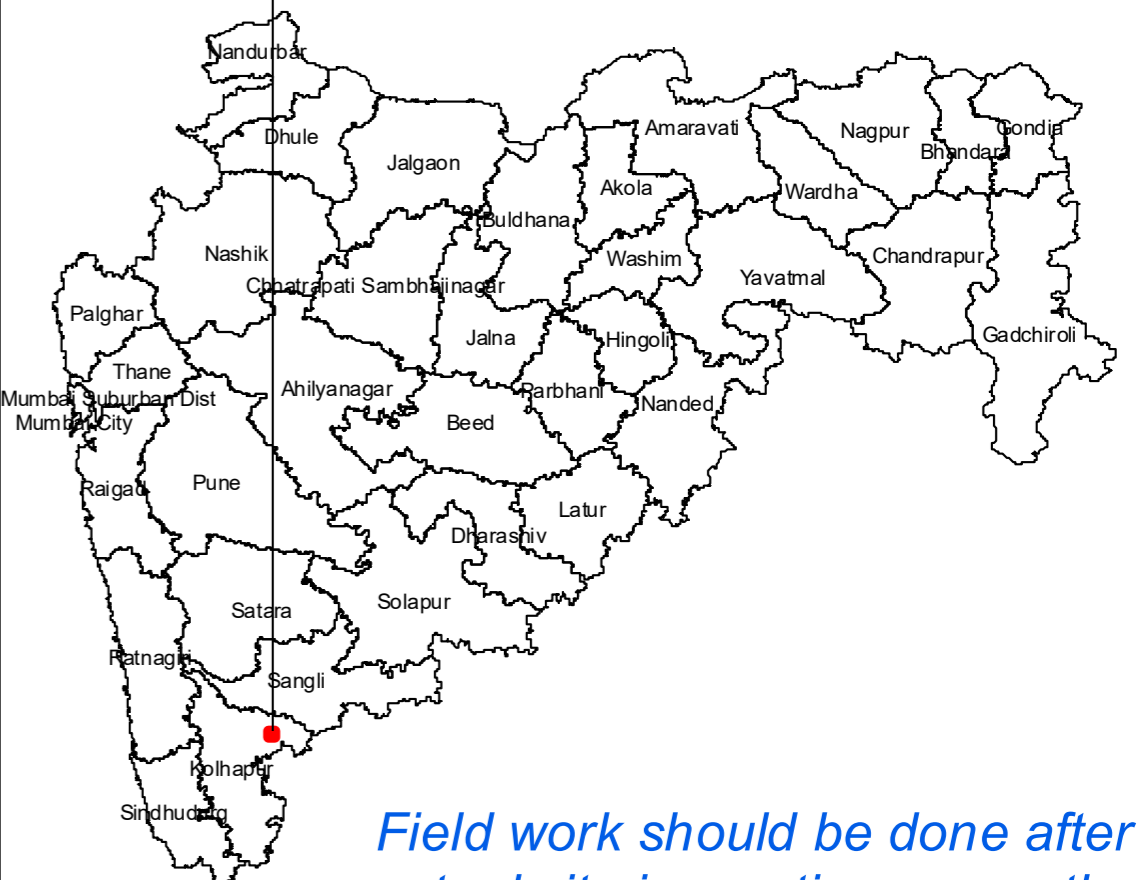 Nandurbar
Dhule
Jalgaon
Amaravati
Nagpur
Gondia
Bhandara
Akola
Wardha
Buldhana
Nashik
Washim
Chandrapur
Yavatmal
Chhatrapati Sambhajinagar
Palghar
Jalna
Hingoli
Gadchiroli
Thane
Ahilyanagar
Parbhani
Mumbai Suburban Dist
Nanded
Mumbai City
Beed
Raigad
Pune
Latur
Dharashiv
Solapur
Satara
Ratnagiri
Sangli
Kolhapur
Sindhudurg
Field work should be done after